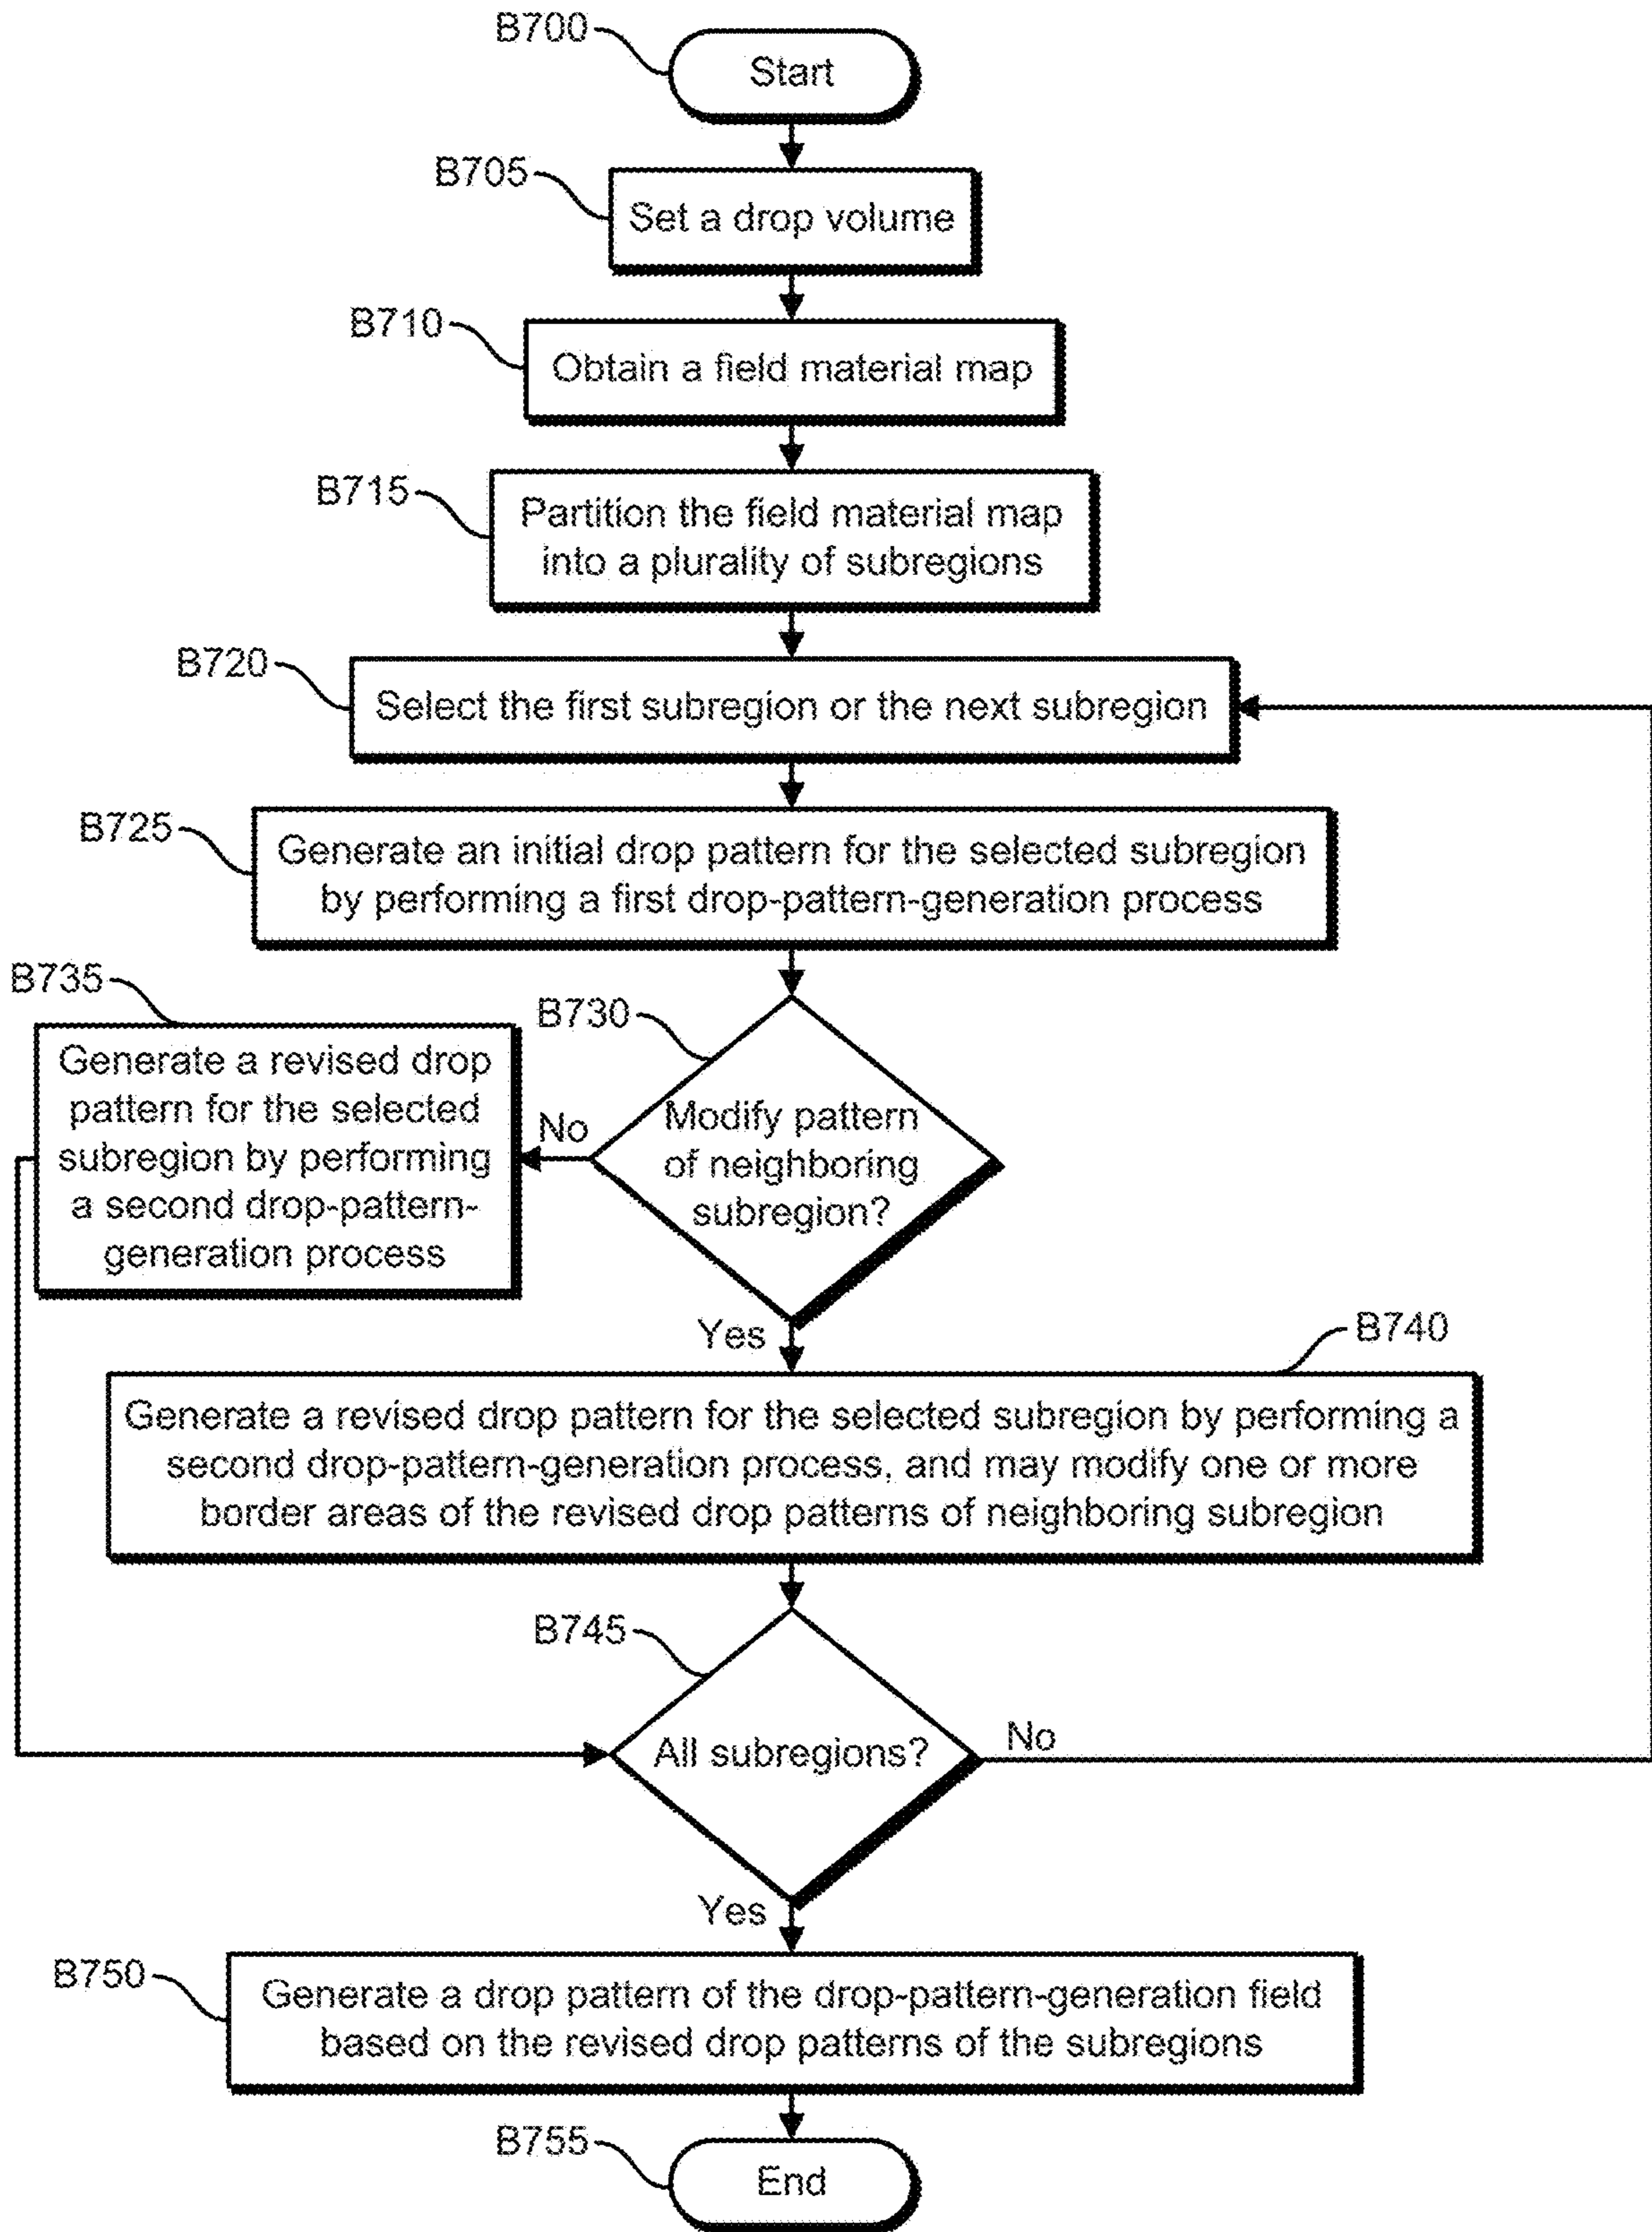 B700
Start
B705
Set a drop volume
B710
Obtain a field material map
B715
Partition the field material map
into a plurality of subregions
B720
Select the first subregion or the next subregion
B725
Generate an initial drop pattern for the selected subregion
by performing a first drop-pattern-generation process
B735
Generate a revised drop
pattern for the selected
subregion by performing
a second drop-pattern-
generation process
B730
No
Modify pattern
of neighboring
subregion?
Yes
B740
Generate a revised drop pattern for the selected subregion by performing a
second drop-pattern-generation process, and may modify one or more
border areas of the revised drop patterns of neighboring subregion
B745
All subregions?
No
Yes
B750
Generate a drop pattern of the drop-pattern-generation field
based on the revised drop patterns of the subregions
B755
End